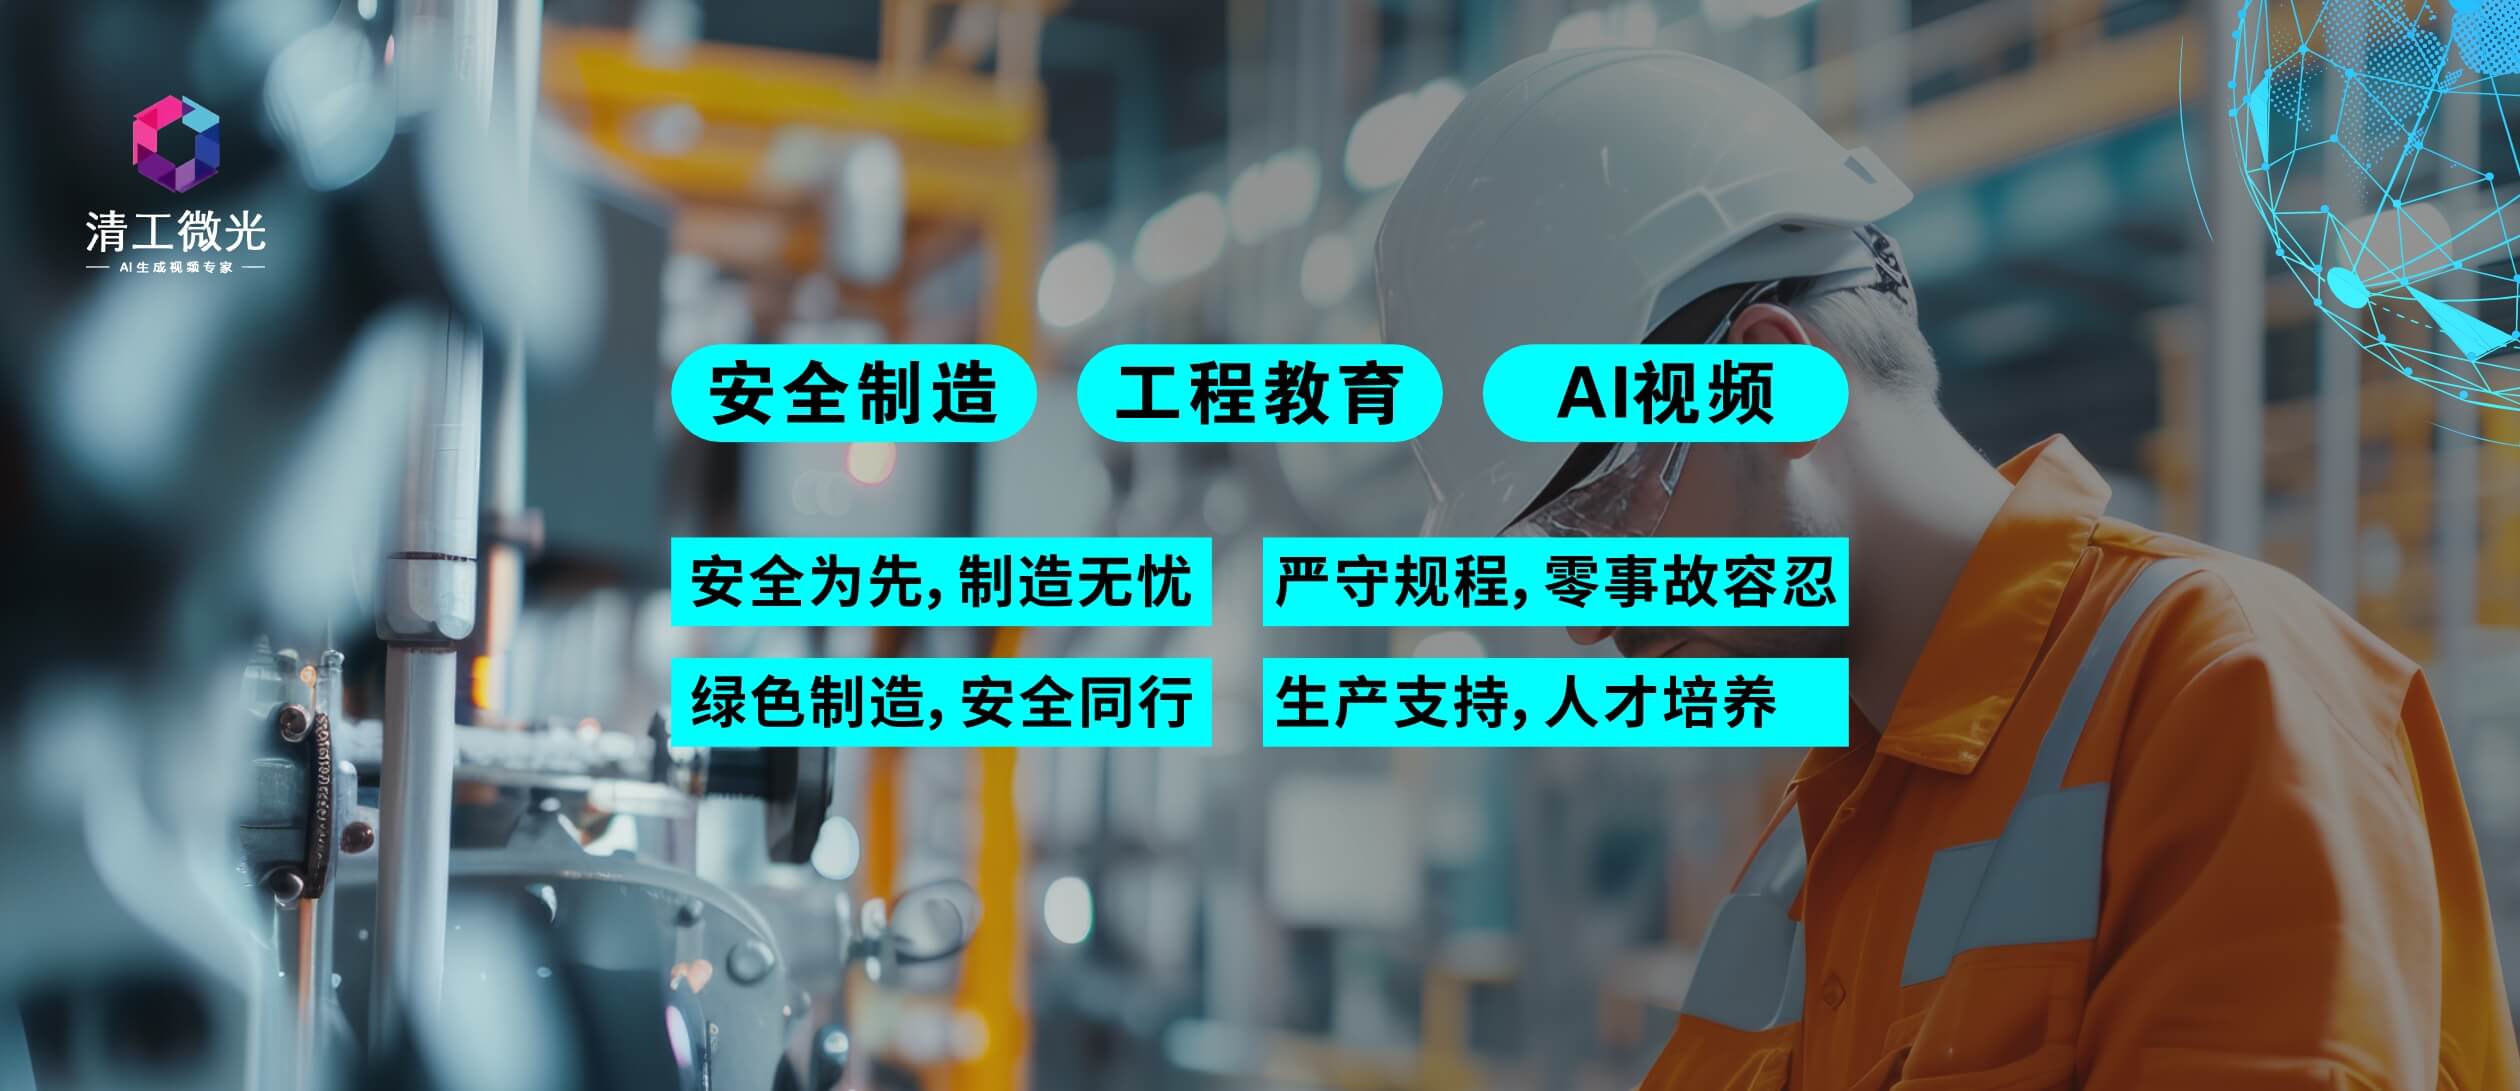 清工微光
AI生成视频专家
安全制造 工程教育 AI视频
安全为先，制造无忧 严守规程，零事故容忍
绿色制造，安全同行 生产支持，人才培养